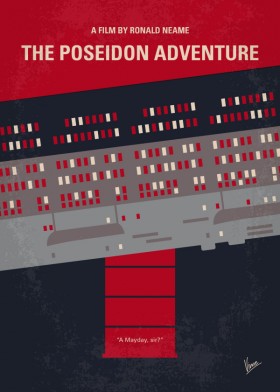 A FILM BY RONALD NEAME
THE POSEIDON ADVENTURE
"A Mayday, sir?"